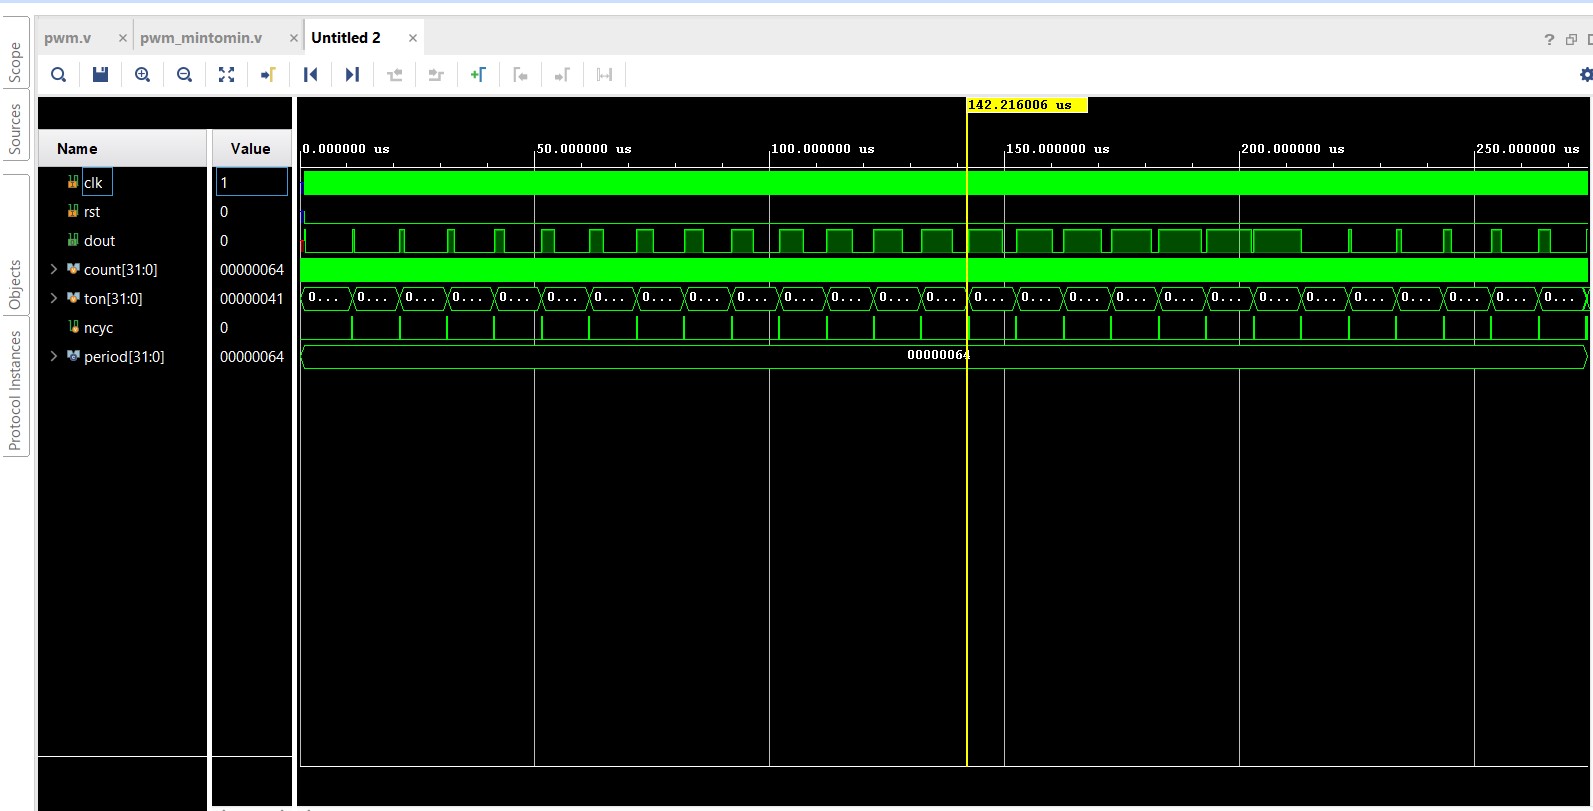 Scope
Sources
Objects
Protocol Instances
pwm.v × pwm_mintomin.v × Untitled 2 ×
?
142.216006 us
Name Value
0.000000 us 50.000000 us 100.000000 us 150.000000 us 200.000000 us 250.000000 us
clk 1
rst 0
dout 0
count[31:0] 00000064
ton[31:0] 00000041 0... 0... 0... 0... 0... 0... 0... 0... 0... 0... 0... 0... 0... 0... 0... 0... 0... 0... 0... 0 0... 0... 0... 0... 0... 0... 0...
ncyc 0
period[31:0] 00000064 00000064